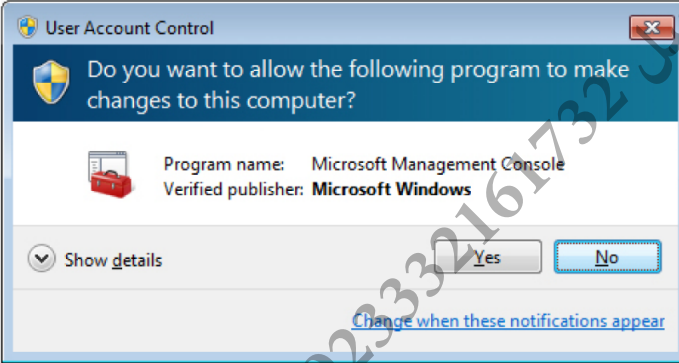 User Account Control
Do you want to allow the following program to make
changes to this computer?
Program name: Microsoft Management Console
Verified publisher: Microsoft Windows
Show details
Yes No
Change when these notifications appear